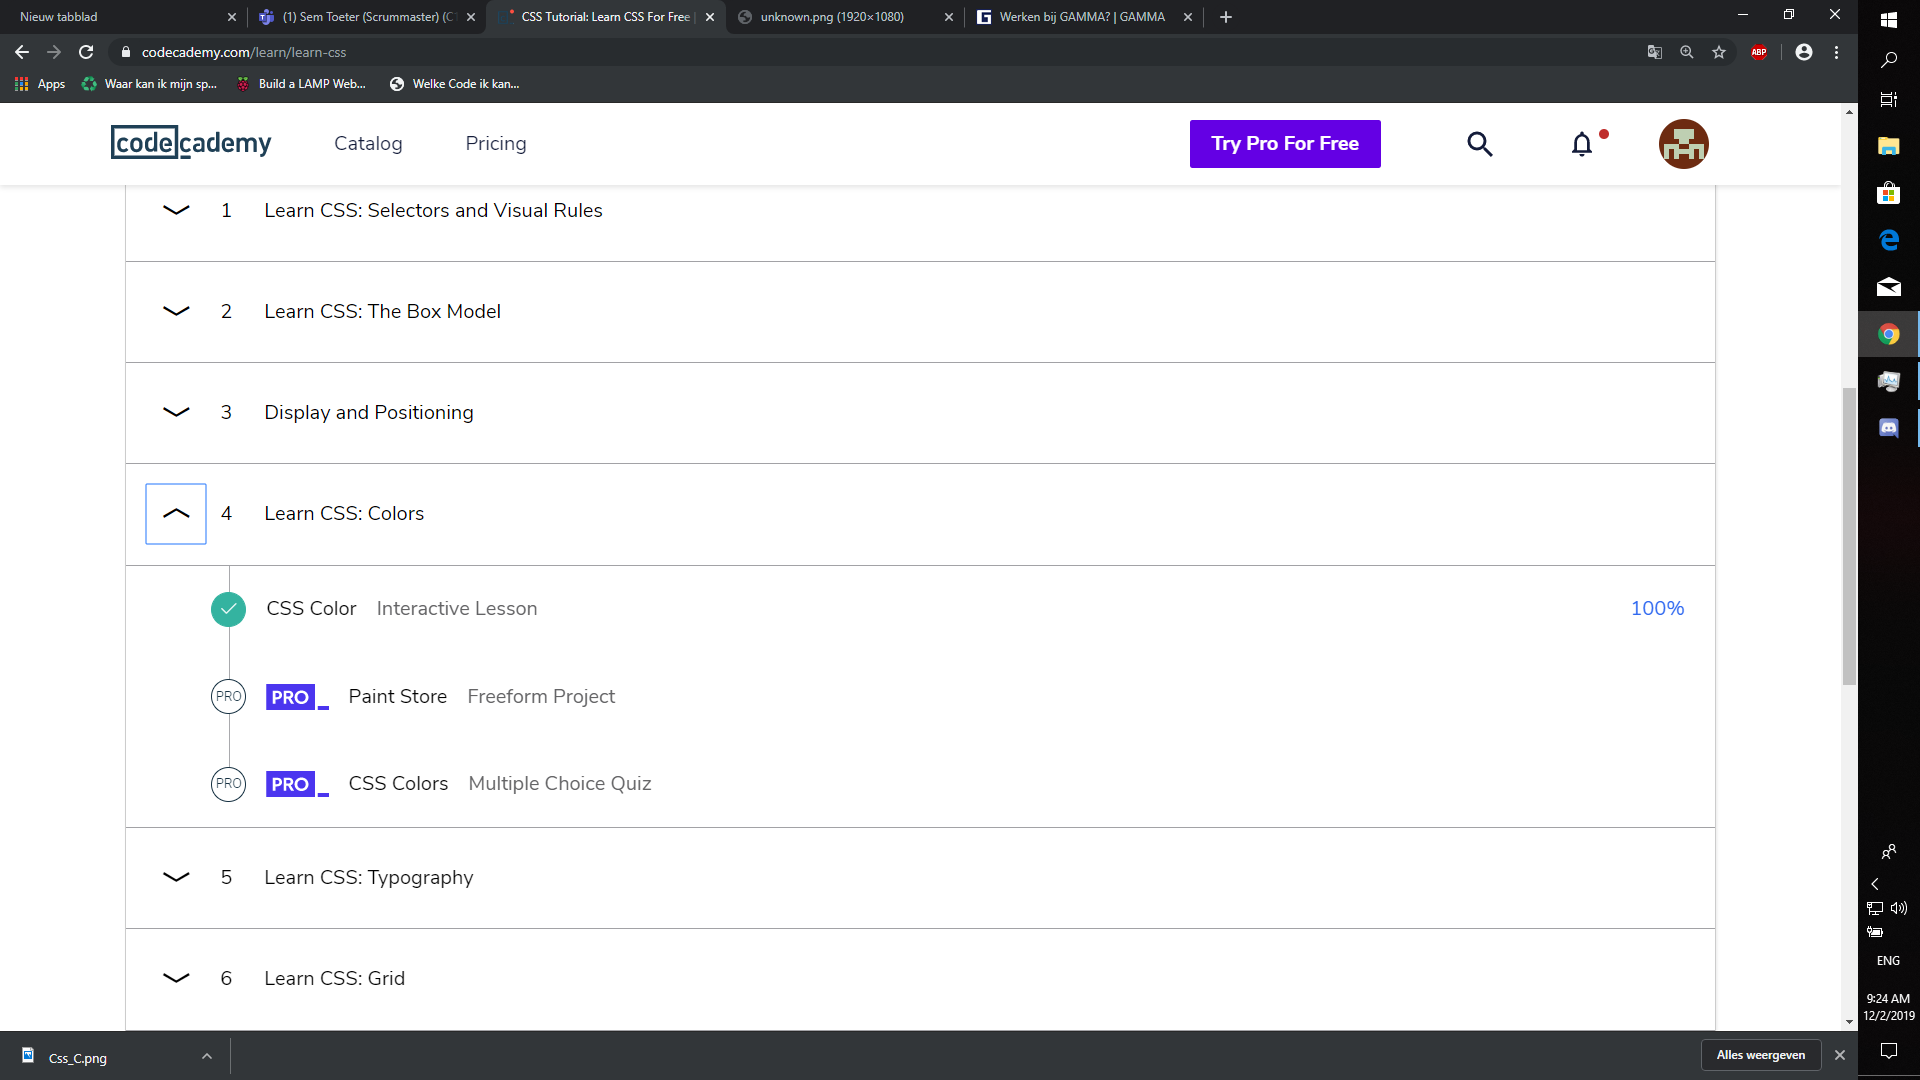 Nieuw tabblad
(1) Sem Toeter (Scrummaster) (C
CSS Tutorial: Learn CSS For Free
unknown.png (1920×1080)
Werken bij GAMMA? | GAMMA
codecademy.com/learn/learn-css
ABP
Apps
Waar kan ik mijn sp...
Build a LAMP Web...
Welke Code ik kan...
codecademy
Catalog
Pricing
Try Pro For Free
1 Learn CSS: Selectors and Visual Rules
2 Learn CSS: The Box Model
3 Display and Positioning
4 Learn CSS: Colors
CSS Color Interactive Lesson 100%
PRO PRO_ Paint Store Freeform Project
PRO PRO_ CSS Colors Multiple Choice Quiz
5 Learn CSS: Typography
6 Learn CSS: Grid
Css_C.png
Alles weergeven
ENG
9:24 AM
12/2/2019